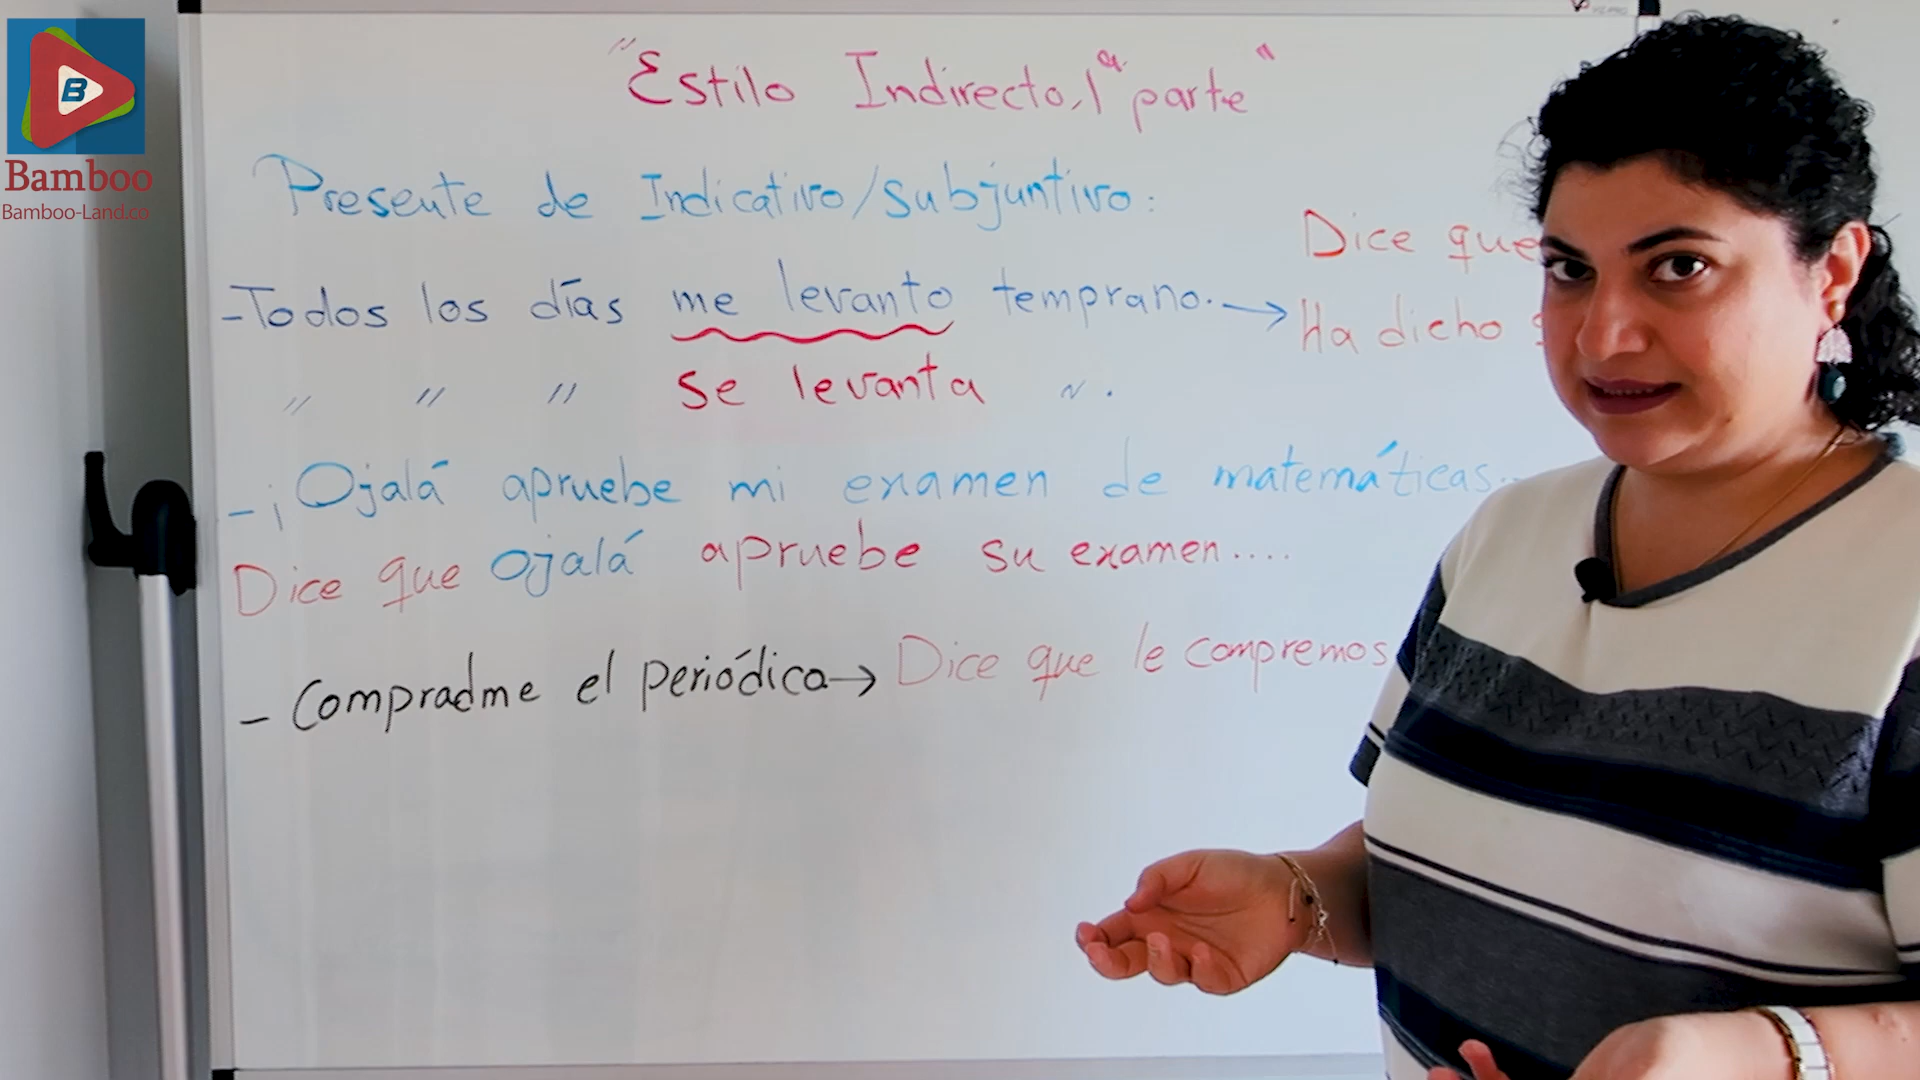 B
Bamboo
Bamboo-Land.co
"Estilo Indirecto, 1ª parte"
Presente de Indicativo/subjuntivo:
Dice que
-Todos los días me levanto temprano. →
Ha dicho
" " " se levanta " .
-¡Ojalá apruebe mi examen de matemáticas..
Dice que ojalá apruebe su examen....
- Compradme el periódico → Dice que le compremos